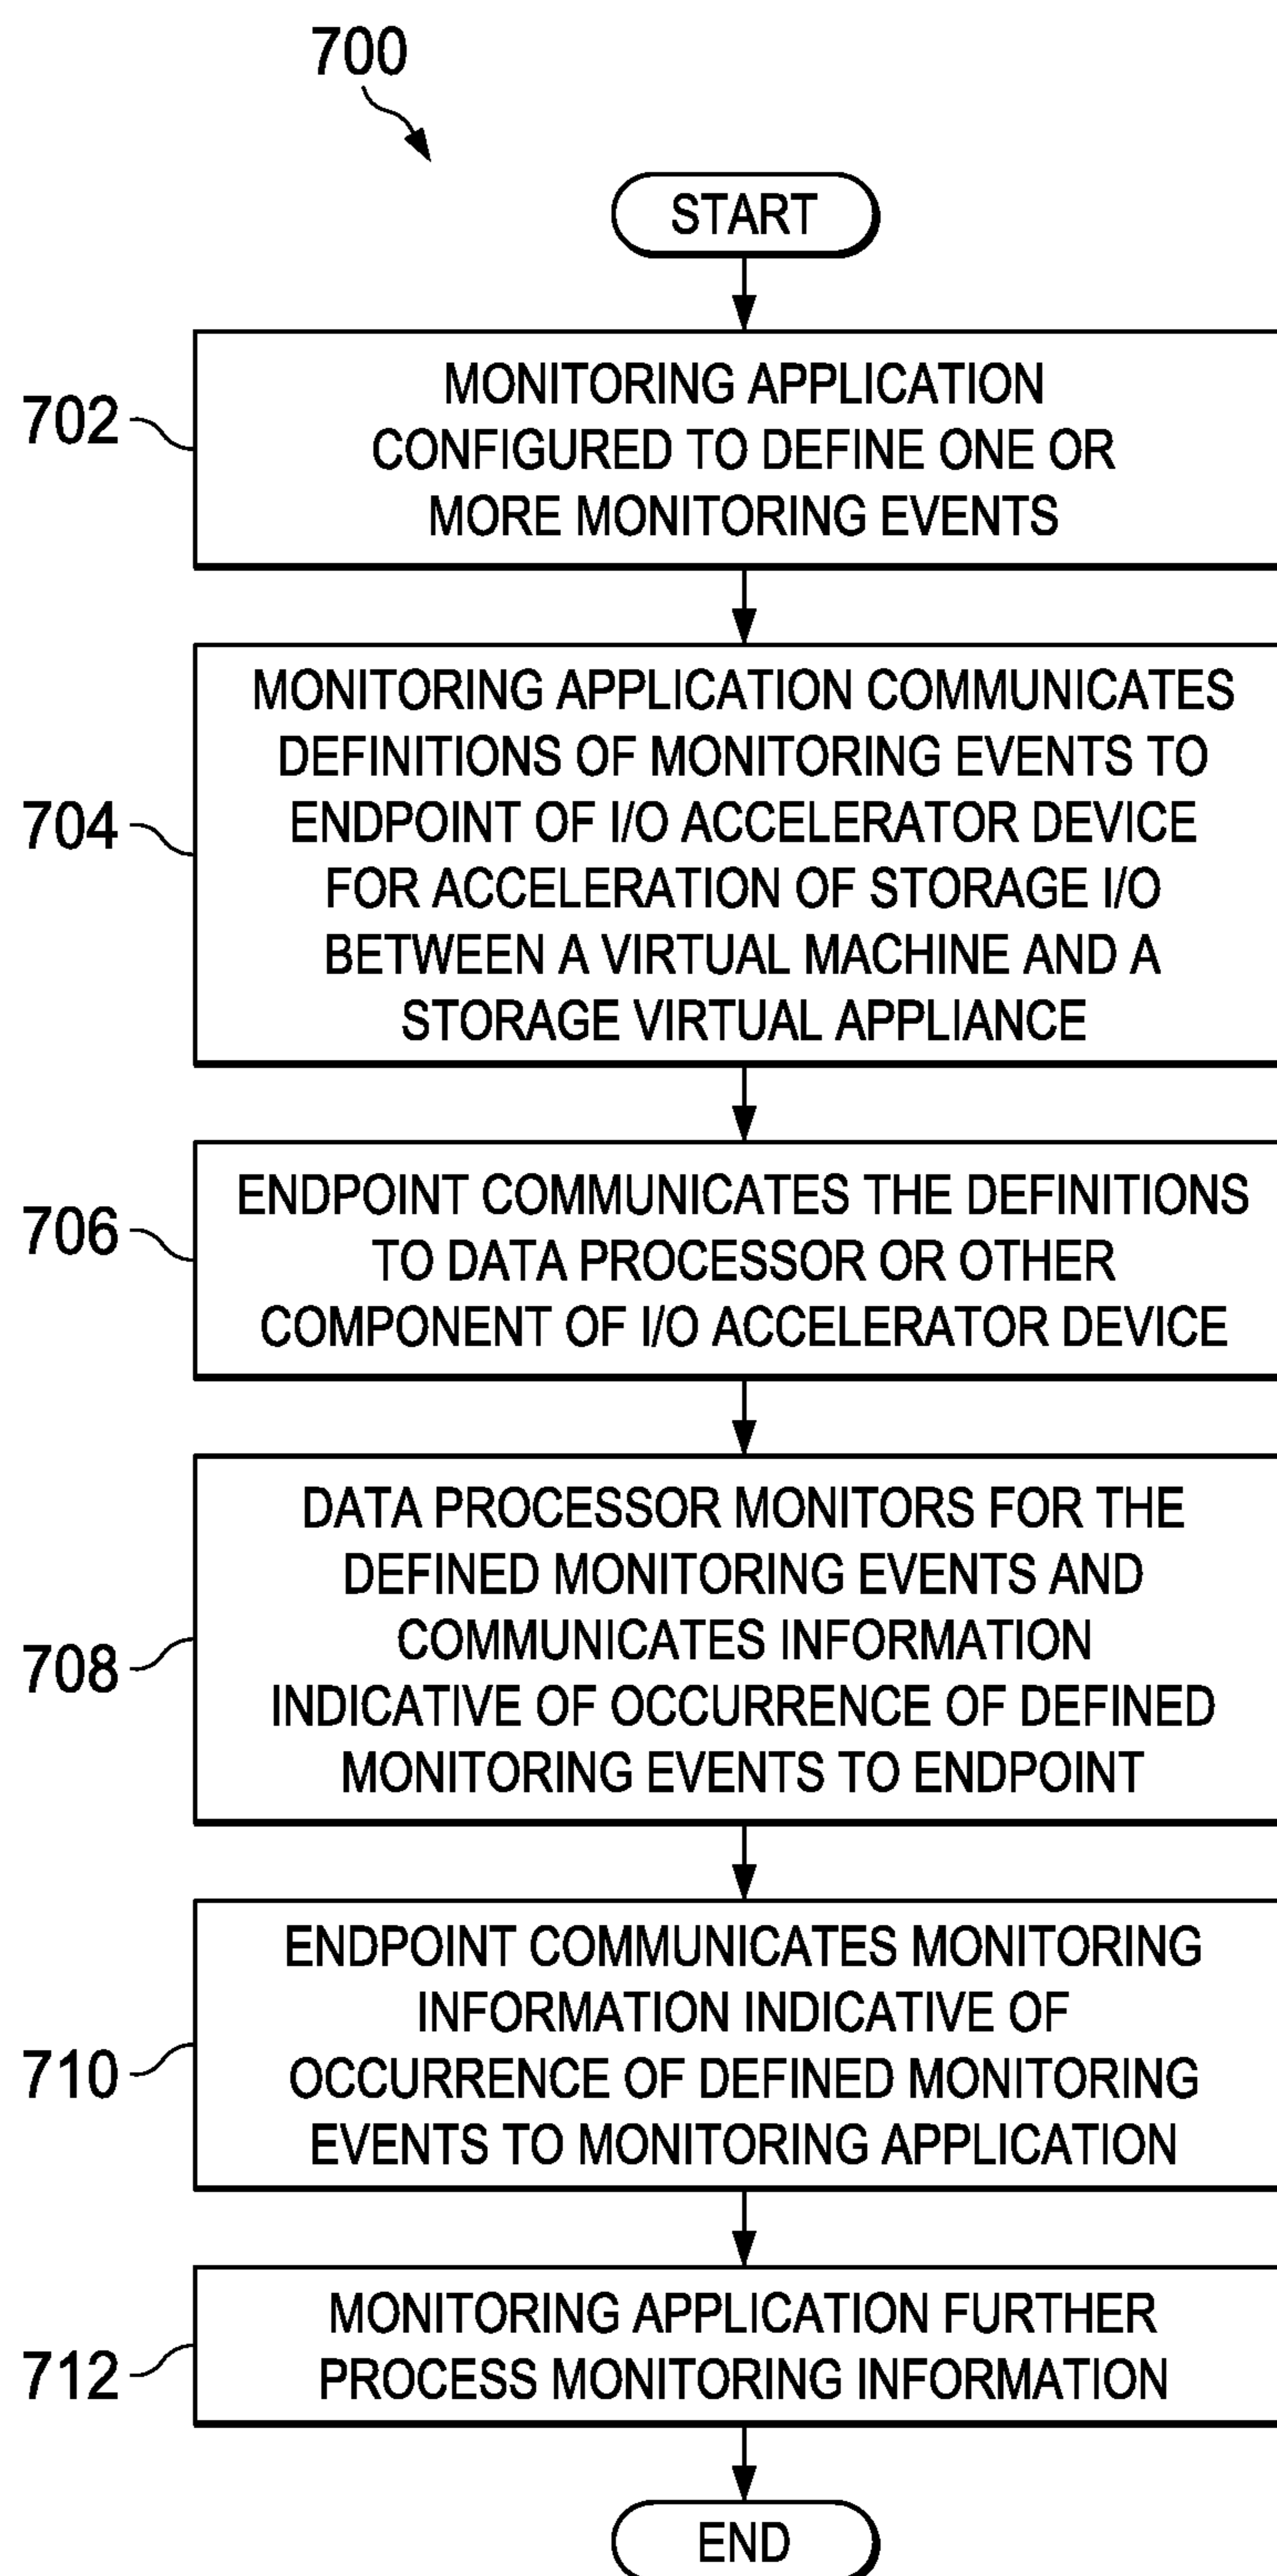 700
START
702
MONITORING APPLICATION
CONFIGURED TO DEFINE ONE OR
MORE MONITORING EVENTS
704
MONITORING APPLICATION COMMUNICATES
DEFINITIONS OF MONITORING EVENTS TO
ENDPOINT OF I/O ACCELERATOR DEVICE
FOR ACCELERATION OF STORAGE I/O
BETWEEN A VIRTUAL MACHINE AND A
STORAGE VIRTUAL APPLIANCE
706
ENDPOINT COMMUNICATES THE DEFINITIONS
TO DATA PROCESSOR OR OTHER
COMPONENT OF I/O ACCELERATOR DEVICE
708
DATA PROCESSOR MONITORS FOR THE
DEFINED MONITORING EVENTS AND
COMMUNICATES INFORMATION
INDICATIVE OF OCCURRENCE OF DEFINED
MONITORING EVENTS TO ENDPOINT
710
ENDPOINT COMMUNICATES MONITORING
INFORMATION INDICATIVE OF
OCCURRENCE OF DEFINED MONITORING
EVENTS TO MONITORING APPLICATION
712
MONITORING APPLICATION FURTHER
PROCESS MONITORING INFORMATION
END